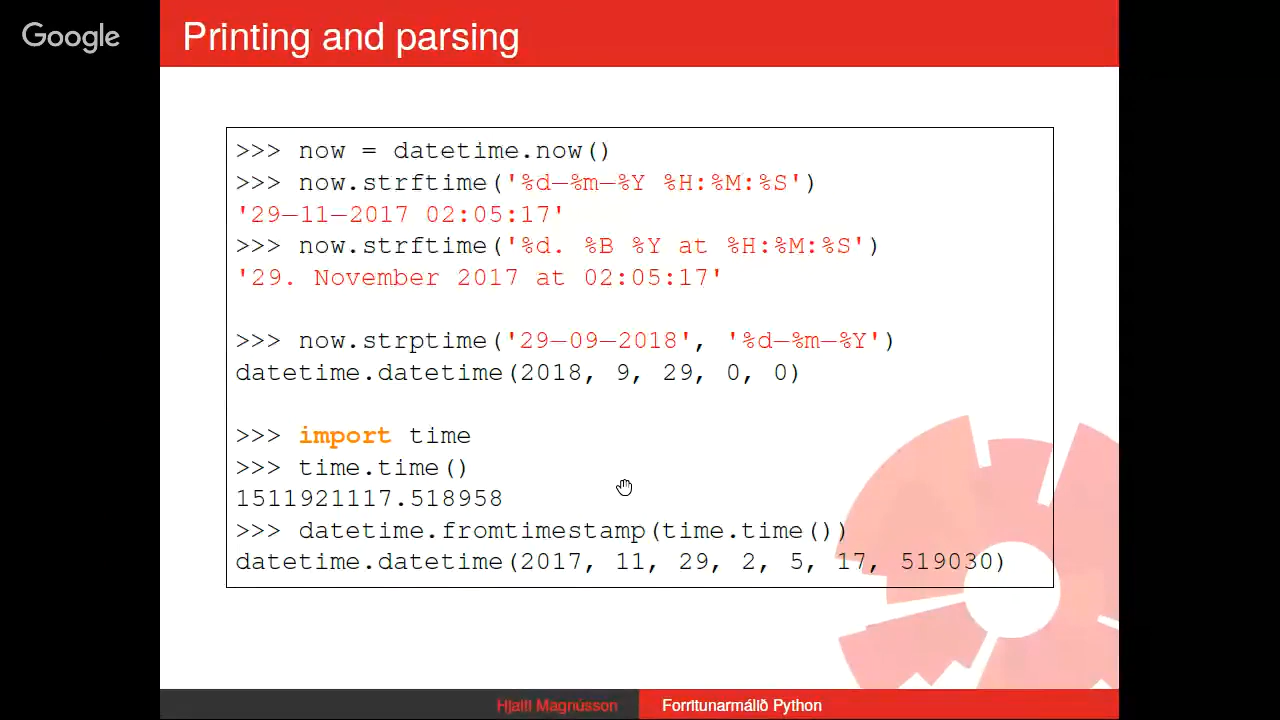 Google
Printing and parsing
>>> now = datetime.now()
>>> now.strftime('%d−%m−%Y %H:%M:%S')
'29−11−2017 02:05:17'
>>> now.strftime('%d. %B %Y at %H:%M:%S')
'29. November 2017 at 02:05:17'
>>> now.strptime('29−09−2018', '%d−%m−%Y')
datetime.datetime(2018, 9, 29, 0, 0)
>>> import time
>>> time.time()
1511921117.518958
>>> datetime.fromtimestamp(time.time())
datetime.datetime(2017, 11, 29, 2, 5, 17, 519030)
Hjalti Magnússon
Forritunarmálið Python